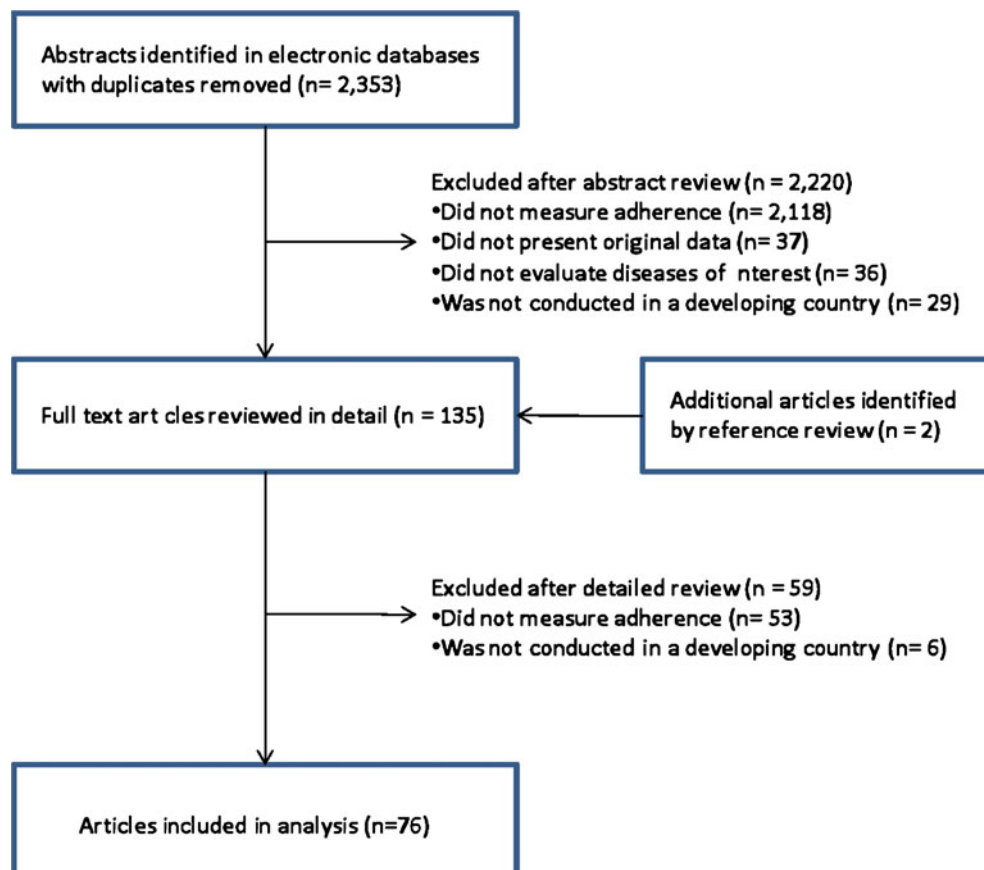 Abstracts identified in electronic databases
with duplicates removed (n= 2,353)
Excluded after abstract review (n = 2,220)
•Did not measure adherence (n= 2,118)
•Did not present original data (n= 37)
•Did not evaluate diseases of nterest (n= 36)
•Was not conducted in a developing country (n= 29)
Full text art cles reviewed in detail (n = 135)
Additional articles identified
by reference review (n = 2)
Excluded after detailed review (n = 59)
•Did not measure adherence (n= 53)
•Was not conducted in a developing country (n= 6)
Articles included in analysis (n=76)